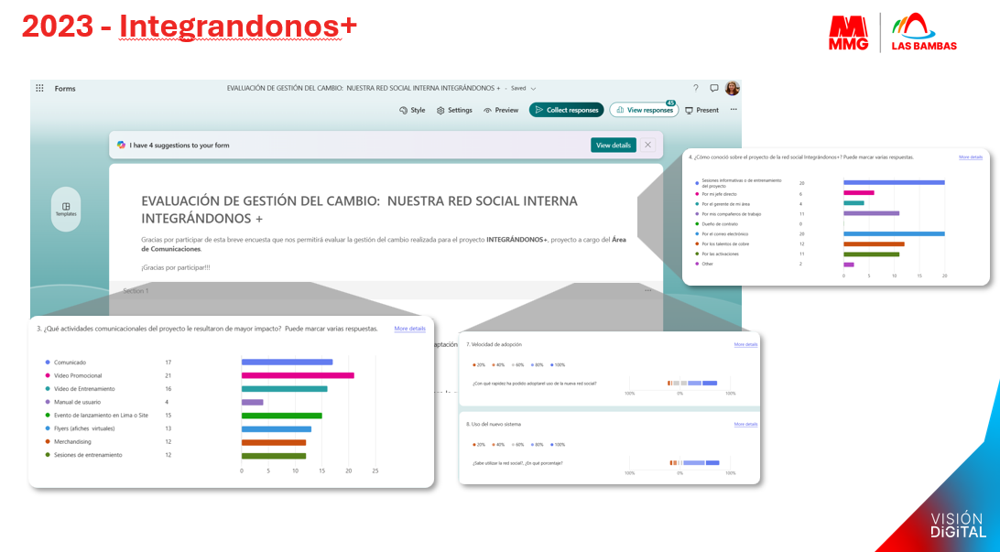 2023 - Integrandonos+
MMG
LAS BAMBAS
Forms
EVALUACIÓN DE GESTIÓN DEL CAMBIO: NUESTRA RED SOCIAL INTERNA INTEGRÁNDONOS + - Saved
?
Style
Settings
Preview
Collect responses
View responses
45
Present
...
I have 4 suggestions to your form
View details
Templates
EVALUACIÓN DE GESTIÓN DEL CAMBIO: NUESTRA RED SOCIAL INTERNA
INTEGRÁNDONOS +
Gracias por participar de esta breve encuesta que nos permitirá evaluar la gestión del cambio realizada para el proyecto INTEGRÁNDONOS+, proyecto a cargo del Área
de Comunicaciones.
¡Gracias por participar!!!
Section 1
...
4. ¿Cómo conoció sobre el proyecto de la red social Integrándonos+? Puede marcar varias respuestas.
More details
Sesiones informativas o de entrenamiento
del proyecto 20
Por mi jefe directo 6
Por el gerente de mi área 4
Por mis compañeros de trabajo 11
Dueño de contrato 0
Por el correo electrónico 20
Por los talentos de cobre 12
Por las activaciones 11
Other 2
0 5 10 15 20
3. ¿Qué actividades comunicacionales del proyecto le resultaron de mayor impacto? Puede marcar varias respuestas.
More details
Comunicado 17
Video Promocional 21
Video de Entrenamiento 16
Manual de usuario 4
Evento de lanzamiento en Lima o Site 15
Flyers (afiches virtuales) 13
Merchandising 12
Sesiones de entrenamiento 12
0 5 10 15 20 25
7. Velocidad de adopción
More details
20% 40% 60% 80% 100%
¿Con qué rapidez ha podido adoptarel uso de la nueva red social?
100% 0% 100%
8. Uso del nuevo sistema
More details
20% 40% 60% 80% 100%
¿Sabe utilizar la red social?, ¿En qué porcentaje?
100% 0% 100%
VISIÓN
DiGiTAL